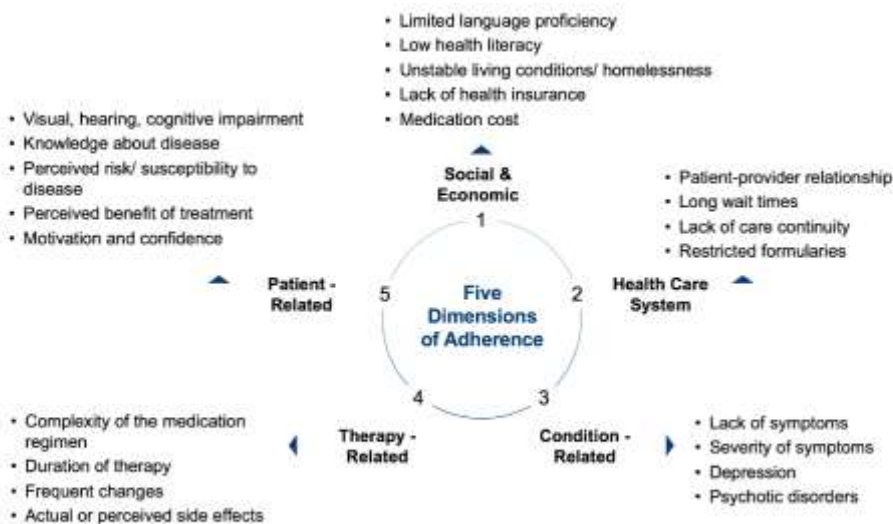 • Limited language proficiency
• Low health literacy
• Unstable living conditions/ homelessness
• Lack of health insurance
• Medication cost
Social &
Economic
1
• Patient-provider relationship
• Long wait times
• Lack of care continuity
• Restricted formularies
Health Care
System
2
• Lack of symptoms
• Severity of symptoms
• Depression
• Psychotic disorders
Condition -
Related
3
• Complexity of the medication
regimen
• Duration of therapy
• Frequent changes
• Actual or perceived side effects
Therapy -
Related
4
• Visual, hearing, cognitive impairment
• Knowledge about disease
• Perceived risk/ susceptibility to
disease
• Perceived benefit of treatment
• Motivation and confidence
Patient -
Related
5
Five
Dimensions
of Adherence